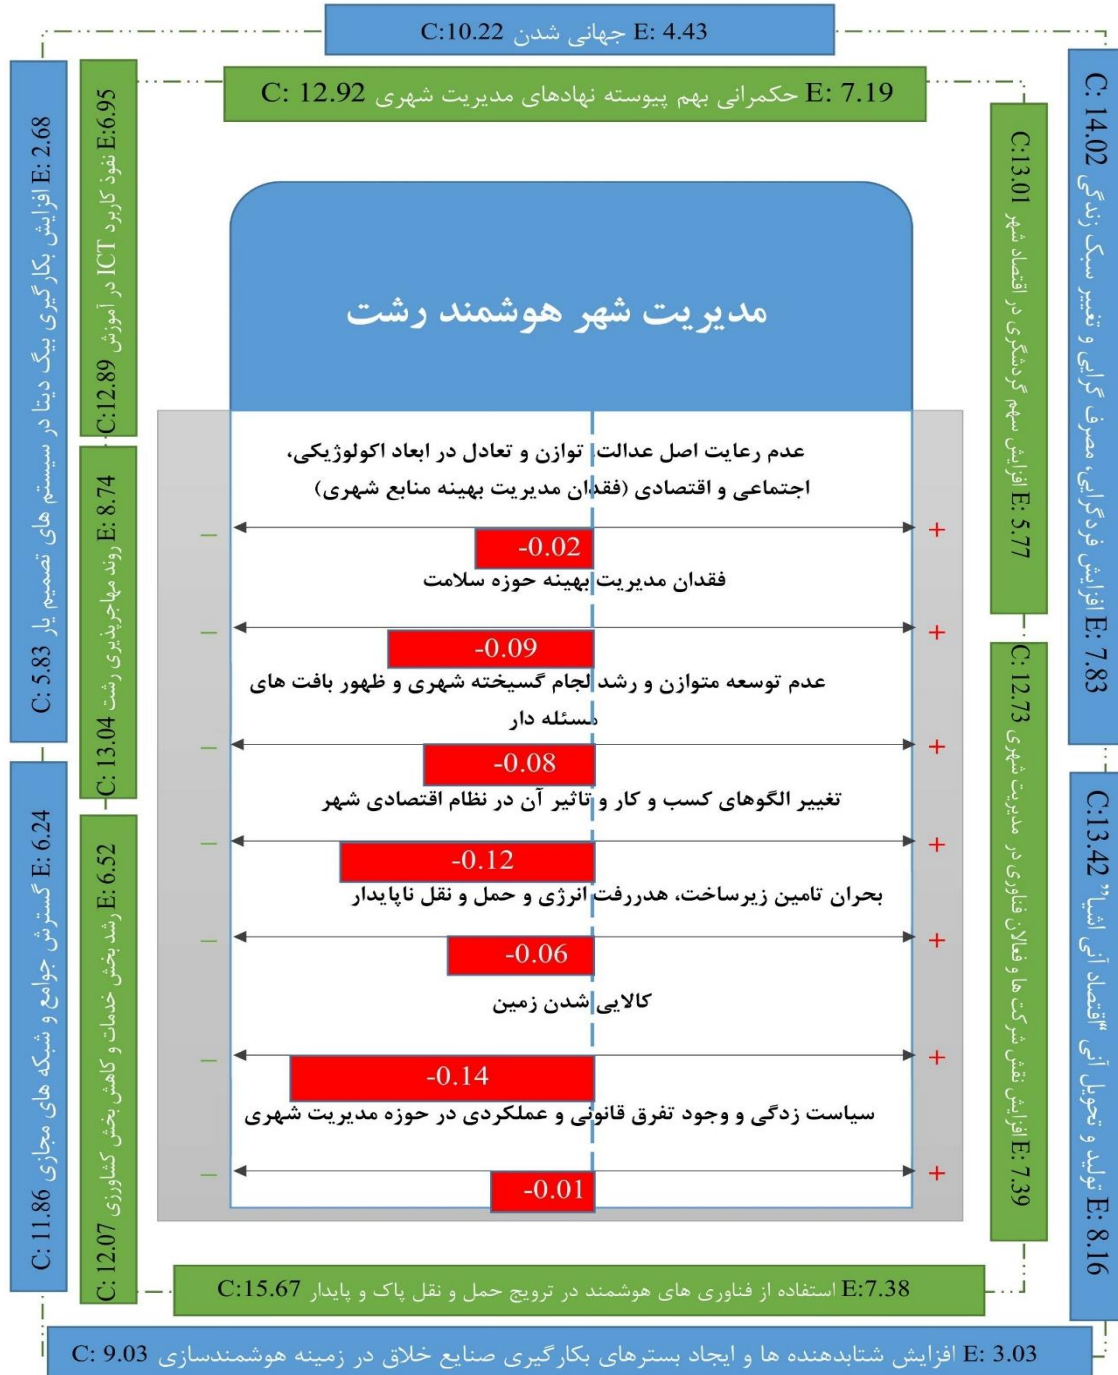 E: 4.43 جهانی شدن C:10.22
E: 7.19 حکمرانی بهم پیوسته نهادهای مدیریت شهری C: 12.92
E: 7.83 افزایش فردگرایی، مصرف گرایی و تغییر سبک زندگی C: 14.02
E: 5.77 افزایش سهم گردشگری در اقتصاد شهر C:13.01
E:6.95 نفوذ کاربرد ICT در آموزش C:12.89
E: 2.68 افزایش بکارگیری بیگ دیتا در سیستم های تصمیم یار C: 5.83
مدیریت شهر هوشمند رشت
عدم رعایت اصل عدالت، توازن و تعادل در ابعاد اکولوژیکی،
اجتماعی و اقتصادی (فقدان مدیریت بهینه منابع شهری)
+ -0.02 –
فقدان مدیریت بهینه حوزه سلامت
+ -0.09 –
عدم توسعه متوازن و رشد لجام گسیخته شهری و ظهور بافت های
مسئله دار
+ -0.08 –
تغییر الگوهای کسب و کار و تاثیر آن در نظام اقتصادی شهر
+ -0.12 –
بحران تامین زیرساخت، هدررفت انرژی و حمل و نقل ناپایدار
+ -0.06 –
کالایی شدن زمین
+ -0.14 –
سیاست زدگی و وجود تفرق قانونی و عملکردی در حوزه مدیریت شهری
+ -0.01 –
E: 8.16 تولید و تحویل آنی “اقتصاد آنی اشیا” C:13.42
E: 7.39 افزایش نقش شرکت ها و فعالان فناوری در مدیریت شهری C: 12.73
E: 8.74 روند مهاجرپذیری رشت C: 13.04
E: 6.52 رشد بخش خدمات و کاهش بخش کشاورزی C: 12.07
E: 6.24 گسترش جوامع و شبکه های مجازی C: 11.86
E:7.38 استفاده از فناوری های هوشمند در ترویج حمل و نقل پاک و پایدار C:15.67
E: 3.03 افزایش شتابدهنده ها و ایجاد بسترهای بکارگیری صنایع خلاق در زمینه هوشمندسازی C: 9.03